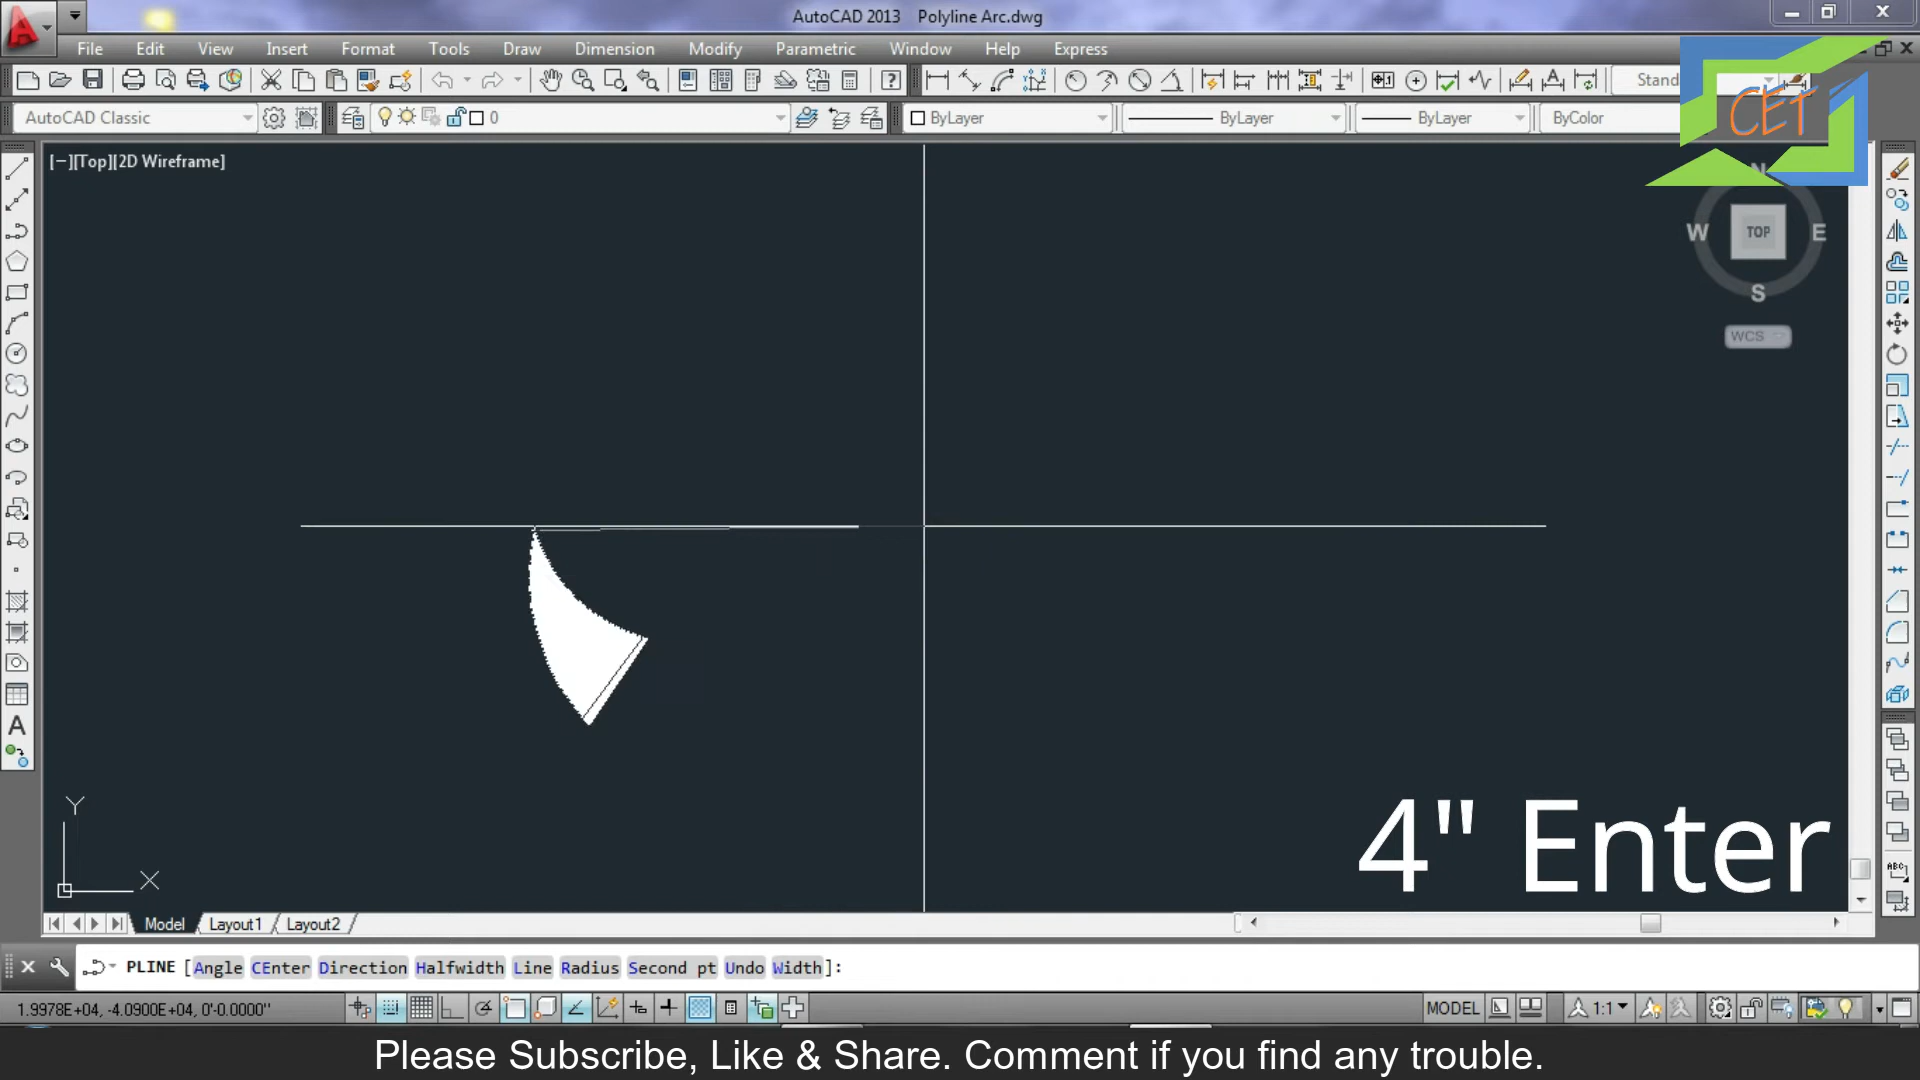 AutoCAD 2013 Polyline Arc.dwg
File Edit View Insert Format Tools Draw Dimension Modify Parametric Window Help Express
Stand
AutoCAD Classic 0 ByLayer ByLayer ByLayer ByColor
CET
[−][Top][2D Wireframe]
N
W TOP E
S
WCS
A
ABC
4" Enter
Y
X
Model Layout1 Layout2
PLINE [Angle CEnter Direction Halfwidth Line Radius Second pt Undo Width]:
1.9978E+04, -4.0900E+04, 0'-0.0000" MODEL 1:1
Please Subscribe, Like & Share. Comment if you find any trouble.